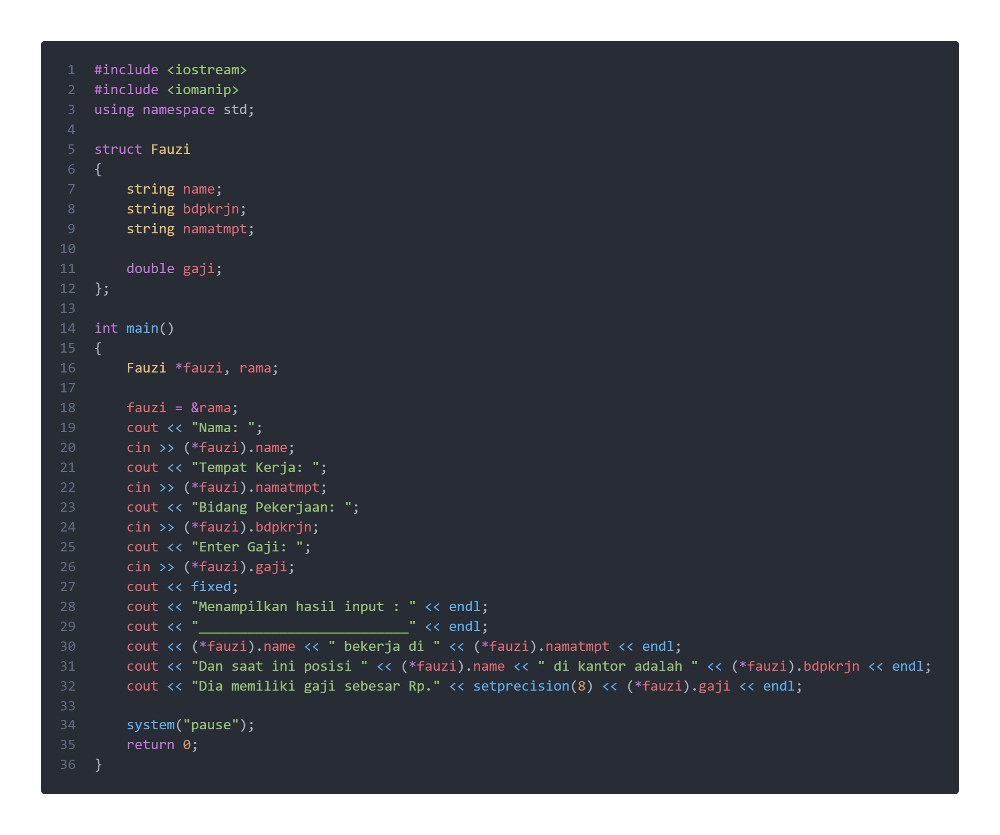 1 #include <iostream>
2 #include <iomanip>
3 using namespace std;
4
5 struct Fauzi
6 {
7     string name;
8     string bdpkrjn;
9     string namatmpt;
10
11     double gaji;
12 };
13
14 int main()
15 {
16     Fauzi *fauzi, rama;
17
18     fauzi = &rama;
19     cout << "Nama: ";
20     cin >> (*fauzi).name;
21     cout << "Tempat Kerja: ";
22     cin >> (*fauzi).namatmpt;
23     cout << "Bidang Pekerjaan: ";
24     cin >> (*fauzi).bdpkrjn;
25     cout << "Enter Gaji: ";
26     cin >> (*fauzi).gaji;
27     cout << fixed;
28     cout << "Menampilkan hasil input : " << endl;
29     cout << "__________________________" << endl;
30     cout << (*fauzi).name << " bekerja di " << (*fauzi).namatmpt << endl;
31     cout << "Dan saat ini posisi " << (*fauzi).name << " di kantor adalah " << (*fauzi).bdpkrjn << endl;
32     cout << "Dia memiliki gaji sebesar Rp." << setprecision(8) << (*fauzi).gaji << endl;
33
34     system("pause");
35     return 0;
36 }